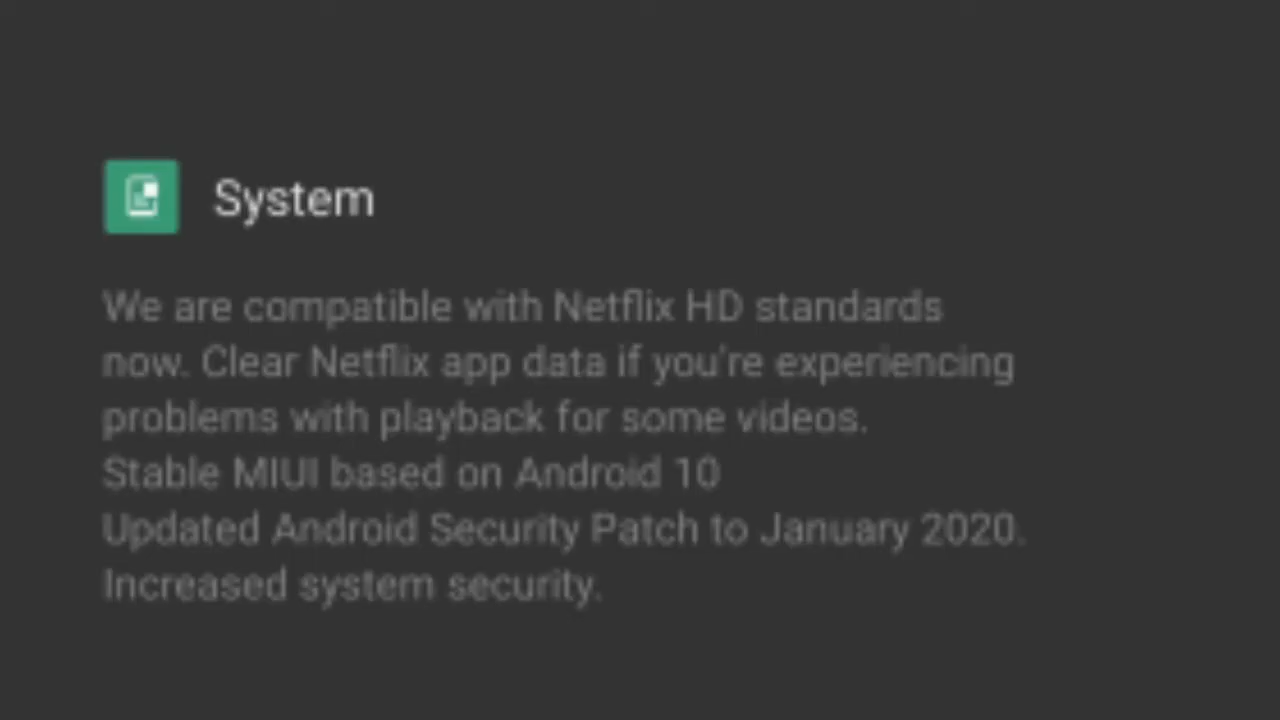 System
We are compatible with Netflix HD standards
now. Clear Netflix app data if you're experiencing
problems with playback for some videos.
Stable MIUI based on Android 10
Updated Android Security Patch to January 2020.
Increased system security.